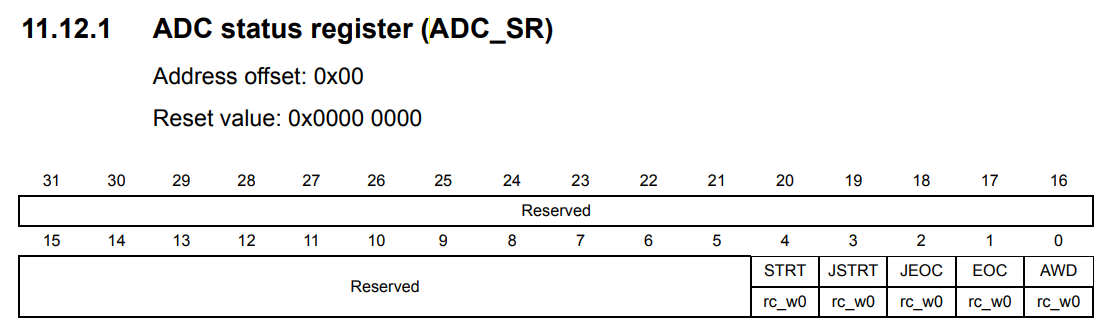 11.12.1 ADC status register (ADC_SR)
Address offset: 0x00
Reset value: 0x0000 0000
31 30 29 28 27 26 25 24 23 22 21 20 19 18 17 16
Reserved
15 14 13 12 11 10 9 8 7 6 5 4 3 2 1 0
Reserved STRT JSTRT JEOC EOC AWD
rc_w0 rc_w0 rc_w0 rc_w0 rc_w0